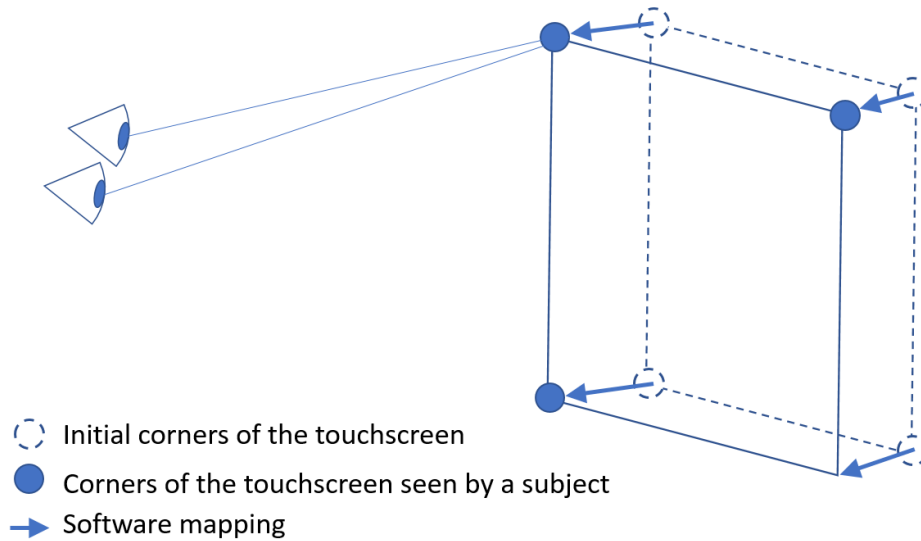 Initial corners of the touchscreen
Corners of the touchscreen seen by a subject
Software mapping